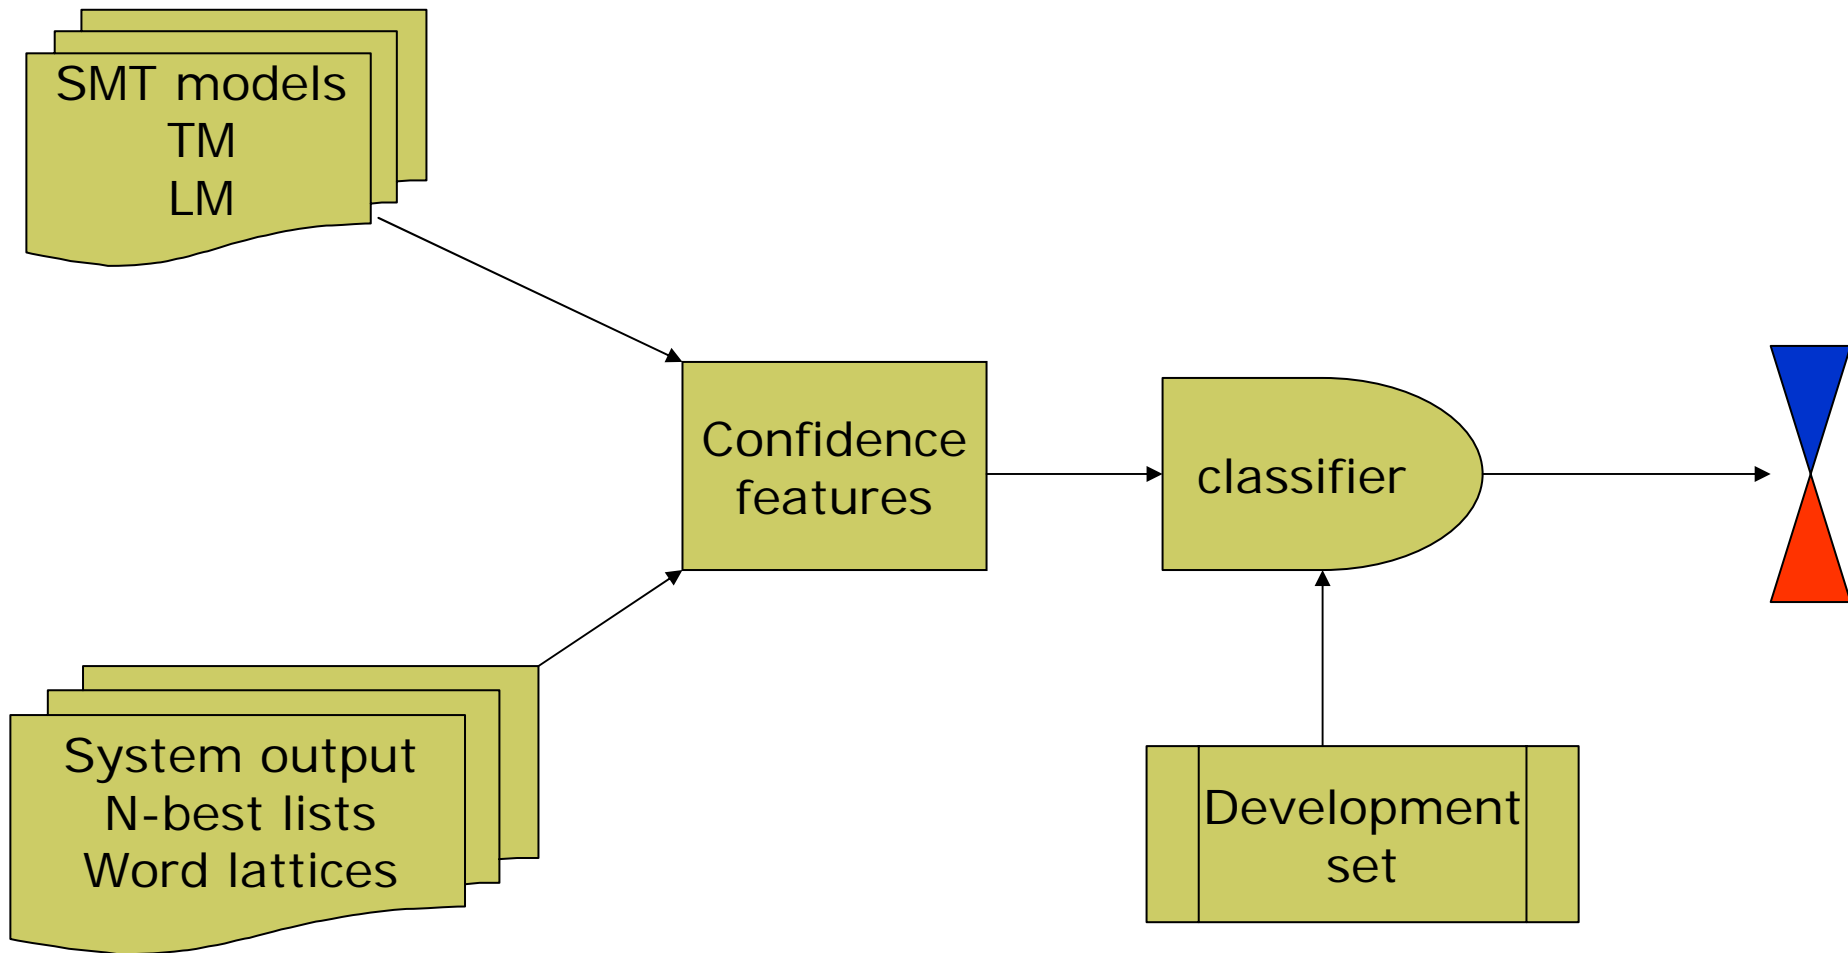 SMT models
TM
LM
Confidence
features
classifier
System output
N-best lists
Word lattices
Development
set